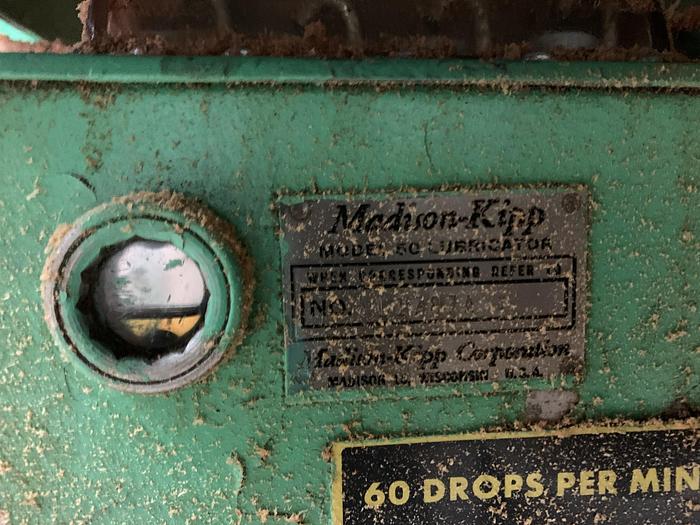 Madison-Kipp
MODEL 50 LUBRICATOR
WHEN CORRESPONDING REFER TO
NO.
Madison-Kipp Corporation
MADISON 10, WISCONSIN U.S.A.
60 DROPS PER MIN